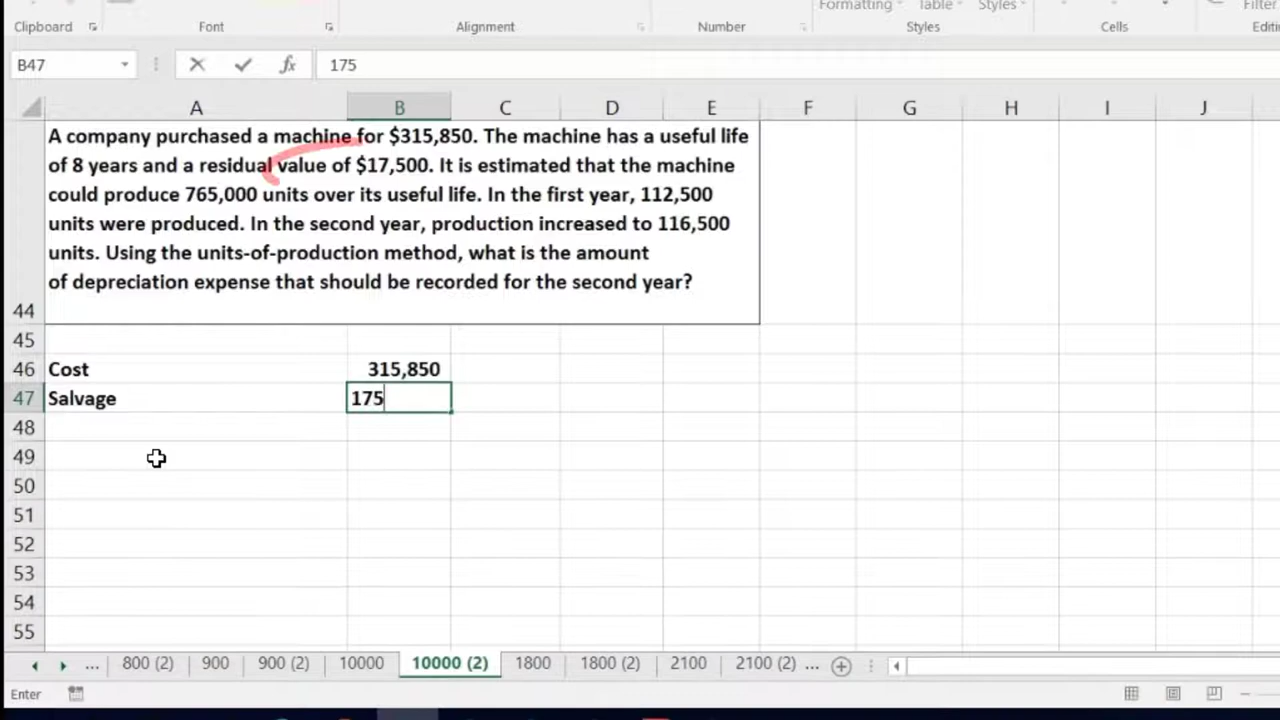 Formatting Table Styles Filter
Clipboard Font Alignment Number Styles Cells
B47 fx 175
A B C D E F G H I J
A company purchased a machine for $315,850. The machine has a useful life
of 8 years and a residual value of $17,500. It is estimated that the machine
could produce 765,000 units over its useful life. In the first year, 112,500
units were produced. In the second year, production increased to 116,500
units. Using the units-of-production method, what is the amount
of depreciation expense that should be recorded for the second year?
44
45
46 Cost 315,850
47 Salvage 175
48
49
50
51
52
53
54
55
... 800 (2) 900 900 (2) 10000 10000 (2) 1800 1800 (2) 2100 2100 (2) ...
Enter